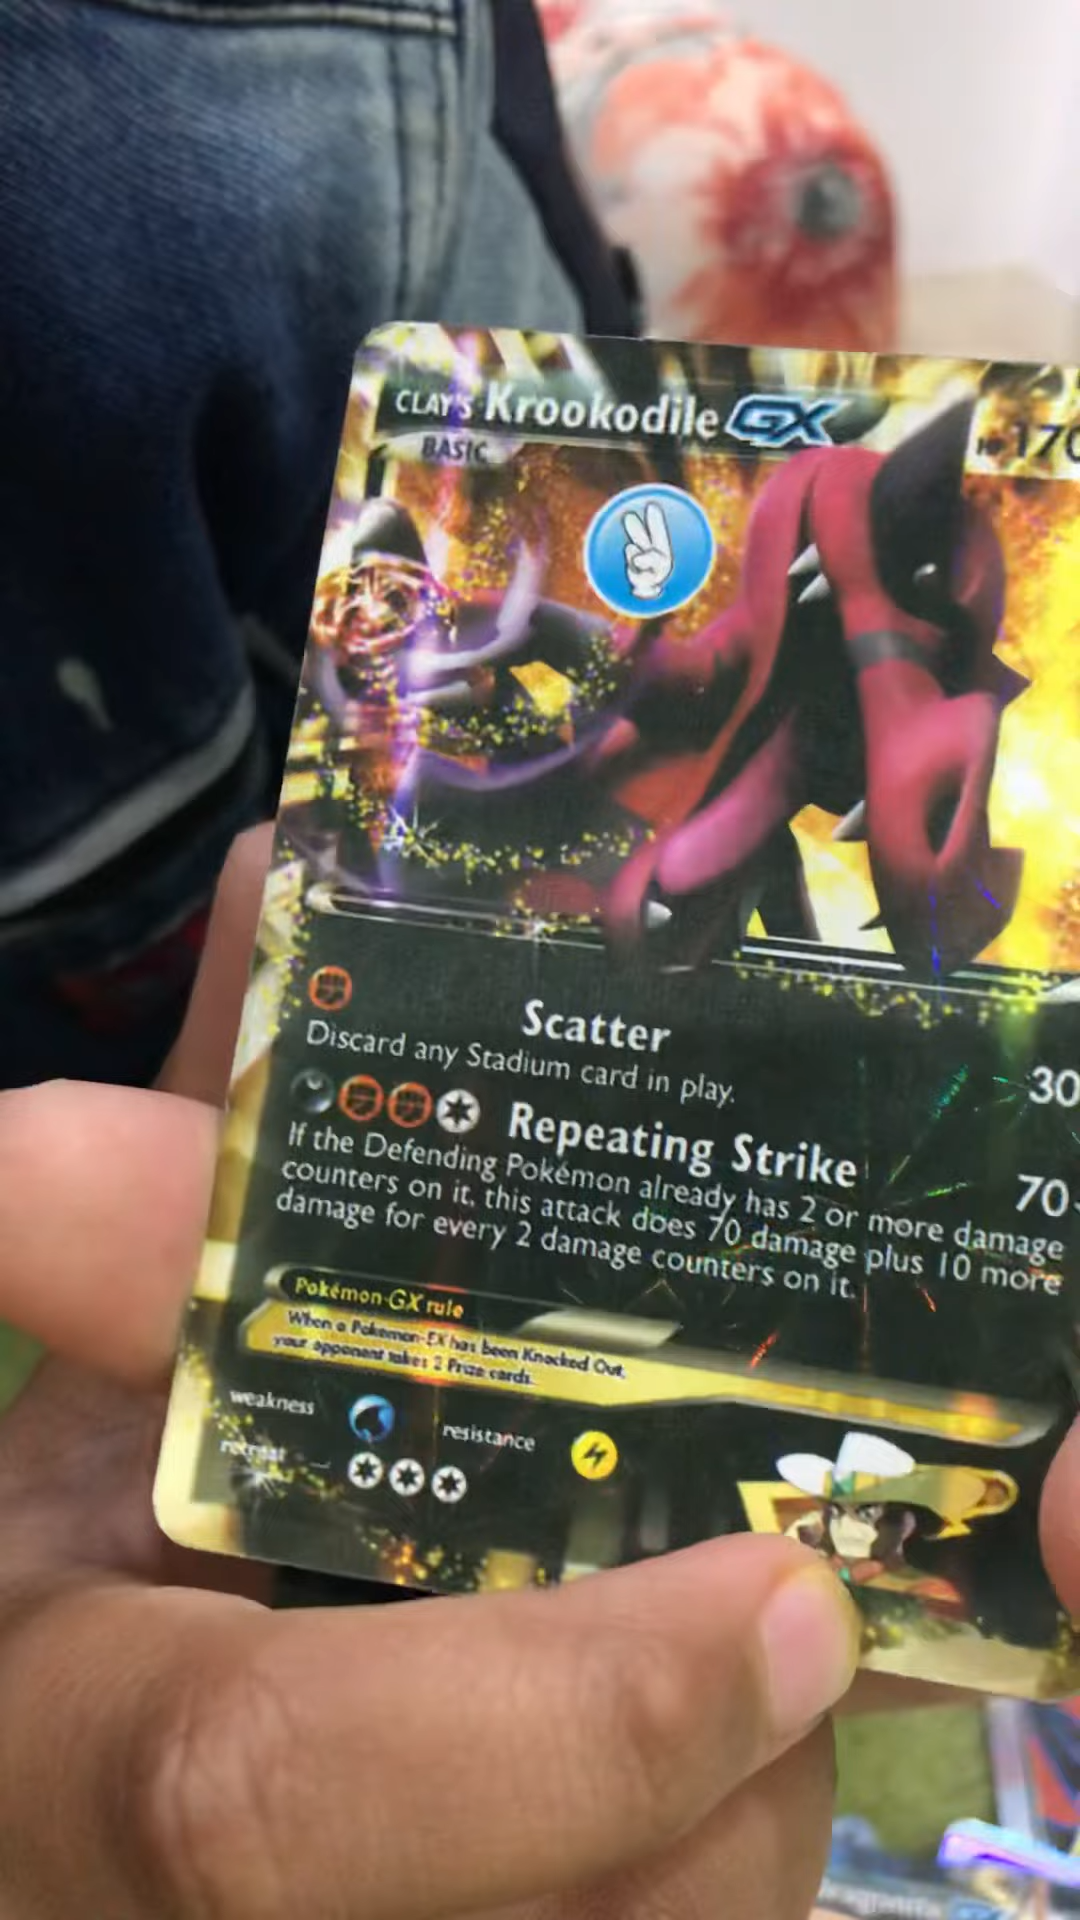 CLAY'S Krookodile GX 170
BASIC
Scatter
Discard any Stadium card in play.
30
Repeating Strike
70
If the Defending Pokémon already has 2 or more damage
counters on it, this attack does 70 damage plus 10 more
damage for every 2 damage counters on it.
Pokémon-GX rule
When a Pokémon-EX has been Knocked Out,
your opponent takes 2 Prize cards.
weakness resistance
retreat